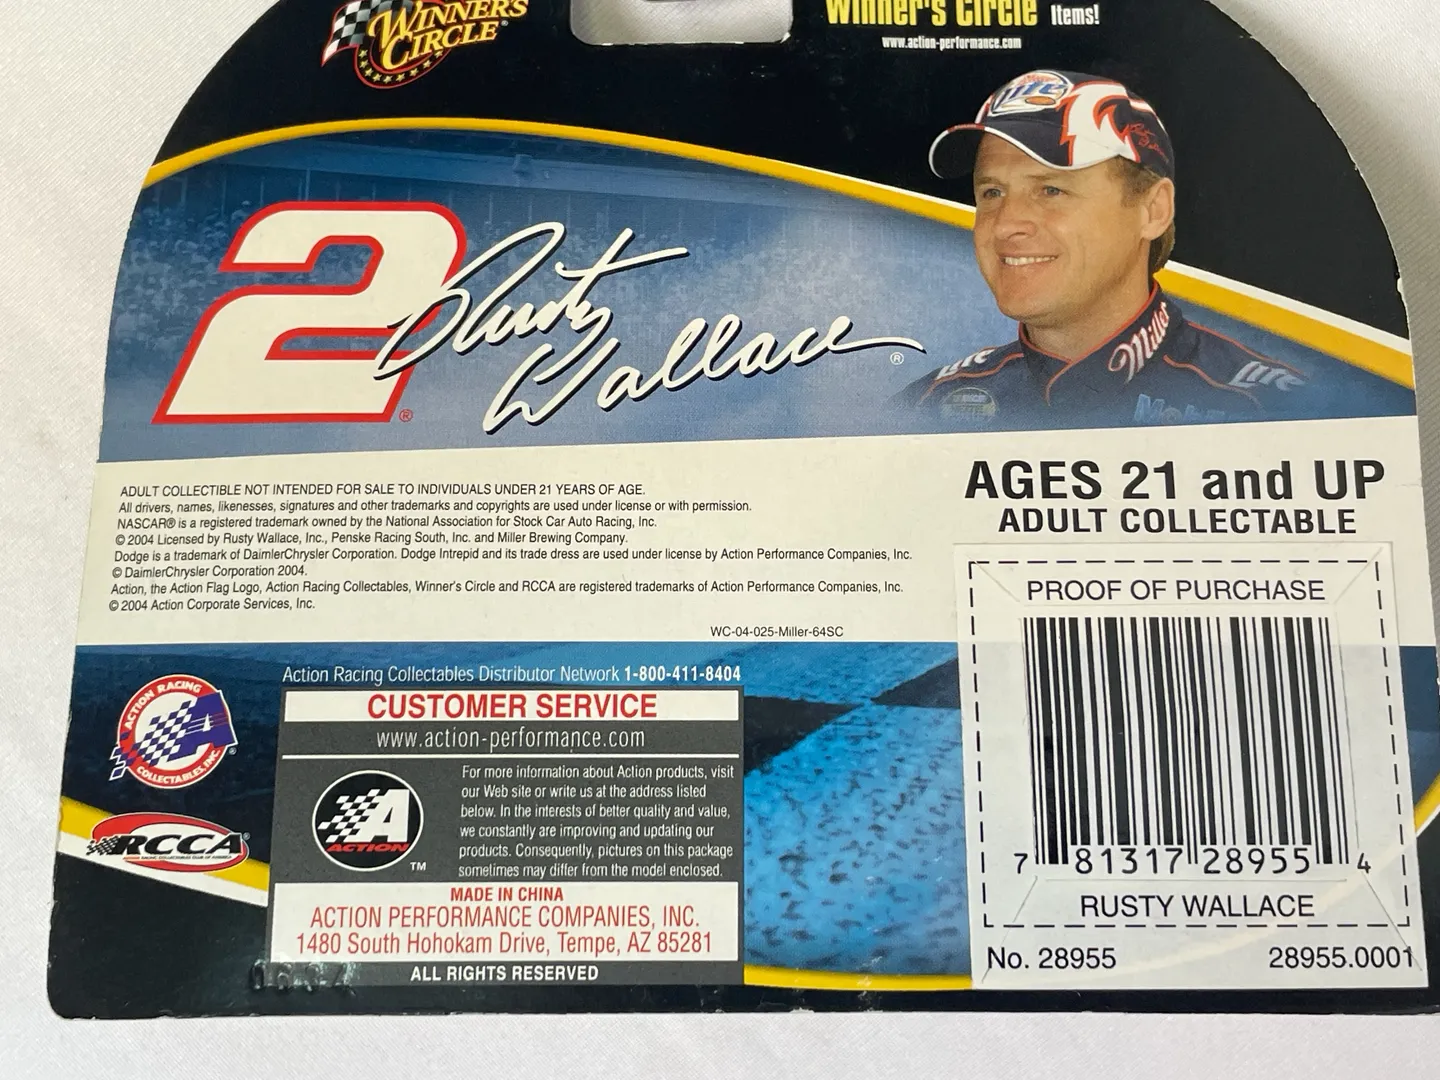 WINNER'S
CIRCLE®
Winner's Circle Items!
www.action-performance.com
Lite
2®
Rusty
Wallace®
Lite
Miller
Lite
AGES 21 and UP
ADULT COLLECTABLE
ADULT COLLECTIBLE NOT INTENDED FOR SALE TO INDIVIDUALS UNDER 21 YEARS OF AGE.
All drivers, names, likenesses, signatures and other trademarks and copyrights are used under license or with permission.
NASCAR® is a registered trademark owned by the National Association for Stock Car Auto Racing, Inc.
© 2004 Licensed by Rusty Wallace, Inc., Penske Racing South, Inc. and Miller Brewing Company.
Dodge is a trademark of DaimlerChrysler Corporation. Dodge Intrepid and its trade dress are used under license by Action Performance Companies, Inc.
© DaimlerChrysler Corporation 2004.
Action, the Action Flag Logo, Action Racing Collectables, Winner's Circle and RCCA are registered trademarks of Action Performance Companies, Inc.
© 2004 Action Corporate Services, Inc.
WC-04-025-Miller-64SC
ACTION RACING
A®
COLLECTABLES, INC.
RCCA®
Action Racing Collectables Distributor Network 1-800-411-8404
CUSTOMER SERVICE
www.action-performance.com
A
ACTION
TM
For more information about Action products, visit
our Web site or write us at the address listed
below. In the interests of better quality and value,
we constantly are improving and updating our
products. Consequently, pictures on this package
sometimes may differ from the model enclosed.
MADE IN CHINA
ACTION PERFORMANCE COMPANIES, INC.
1480 South Hohokam Drive, Tempe, AZ 85281
ALL RIGHTS RESERVED
PROOF OF PURCHASE
7 81317 28955 4
RUSTY WALLACE
No. 28955 28955.0001